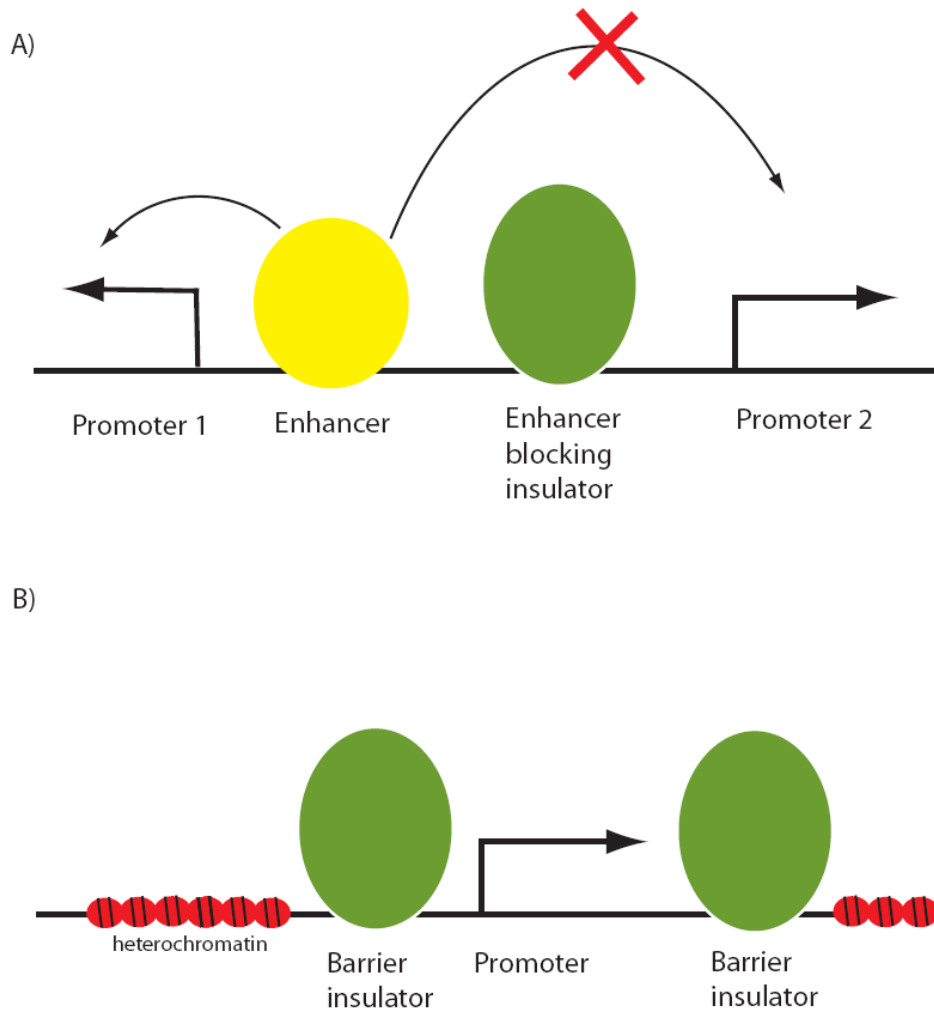 A)
Promoter 1
Enhancer
Enhancer
blocking
insulator
Promoter 2
B)
heterochromatin
Barrier
insulator
Promoter
Barrier
insulator